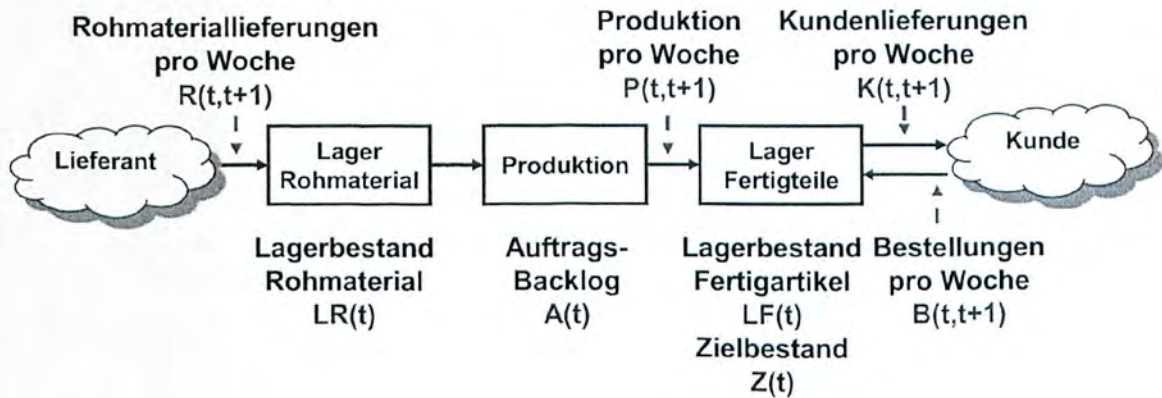 Rohmateriallieferungen
pro Woche
R(t,t+1)
Produktion
pro Woche
P(t,t+1)
Kundenlieferungen
pro Woche
K(t,t+1)
Lieferant
Lager
Rohmaterial
Produktion
Lager
Fertigteile
Kunde
Lagerbestand
Rohmaterial
LR(t)
Auftrags-
Backlog
A(t)
Lagerbestand
Fertigartikel
LF(t)
Zielbestand
Z(t)
Bestellungen
pro Woche
B(t,t+1)